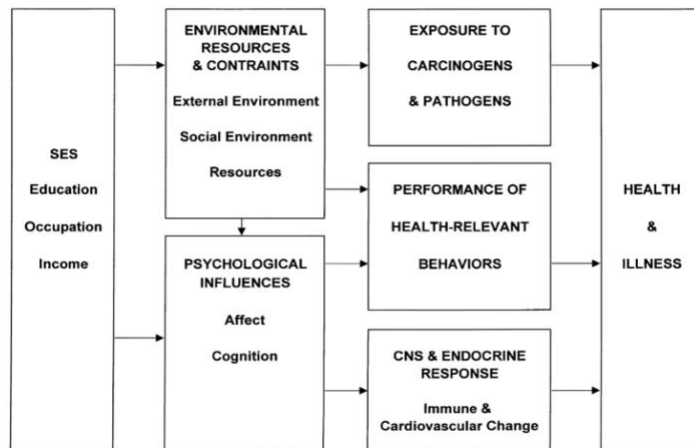 SES
Education
Occupation
Income
ENVIRONMENTAL
RESOURCES
& CONTRAINTS
External Environment
Social Environment
Resources
PSYCHOLOGICAL
INFLUENCES
Affect
Cognition
EXPOSURE TO
CARCINOGENS
& PATHOGENS
PERFORMANCE OF
HEALTH-RELEVANT
BEHAVIORS
CNS & ENDOCRINE
RESPONSE
Immune &
Cardiovascular Change
HEALTH
&
ILLNESS